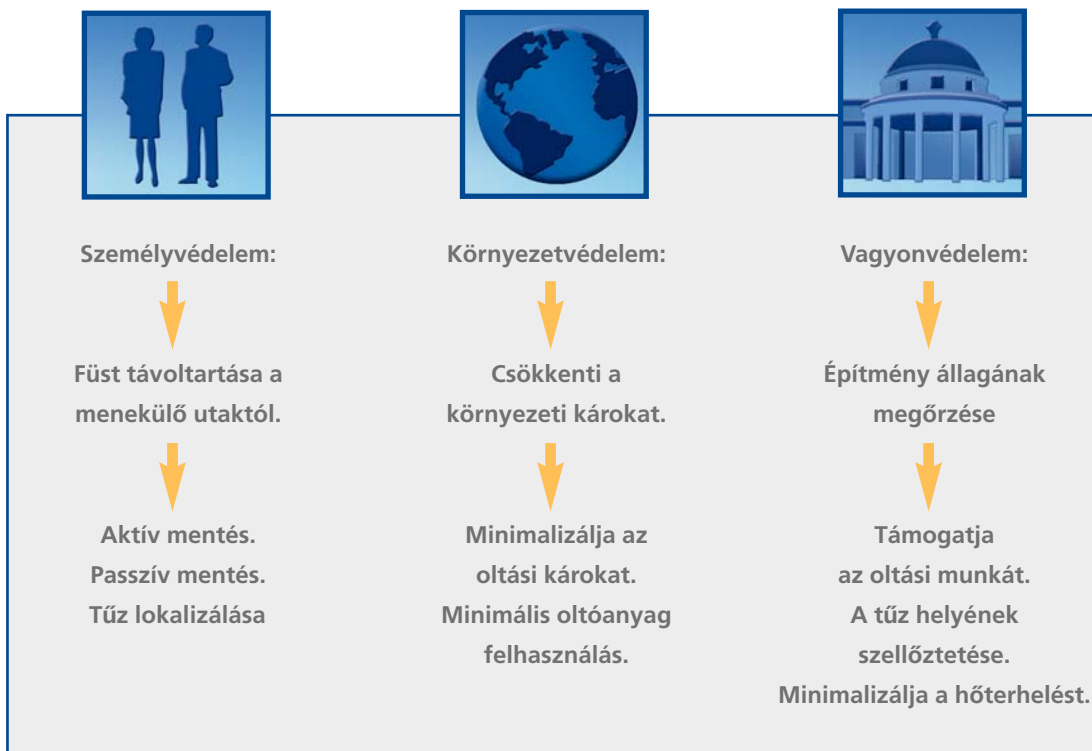 Személyvédelem:
Füst távoltartása a
menekülő utaktól.
Aktív mentés.
Passzív mentés.
Tűz lokalizálása
Környezetvédelem:
Csökkenti a
környezeti károkat.
Minimalizálja az
oltási károkat.
Minimális oltóanyag
felhasználás.
Vagyonvédelem:
Építmény állagának
megőrzése
Támogatja
az oltási munkát.
A tűz helyének
szellőztetése.
Minimalizálja a hőterhelést.